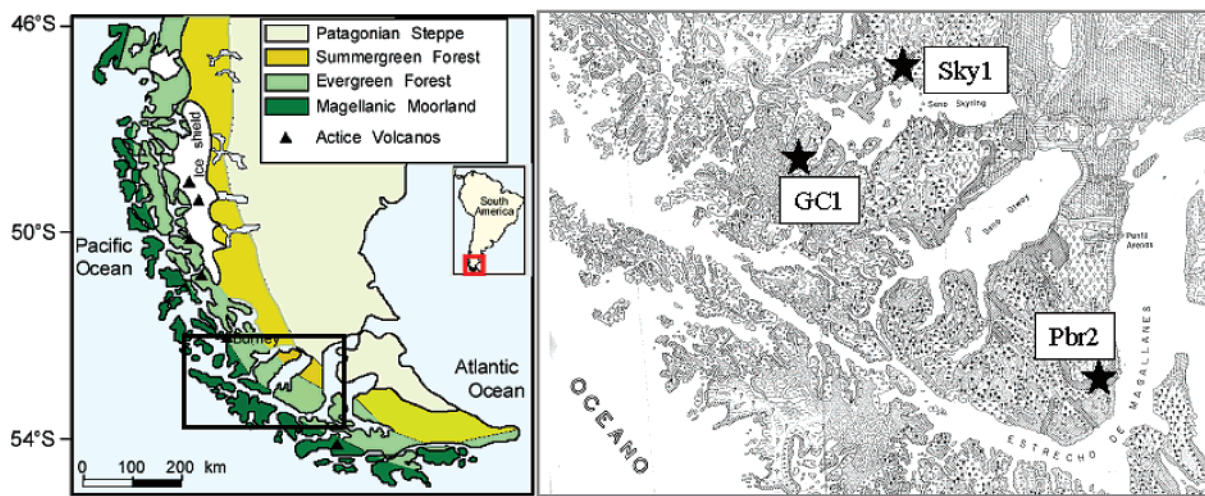 46°S
50°S
54°S
Patagonian Steppe
Summergreen Forest
Evergreen Forest
Magellanic Moorland
Actice Volcanos
Ice shield
South
America
Pacific
Ocean
Burney
Atlantic
Ocean
0 100 200 km
Sky1
Seno Skyring
GC1
Seno Otway
Punta
Arenas
Pbr2
OCEANO
ESTRECHO DE MAGALLANES